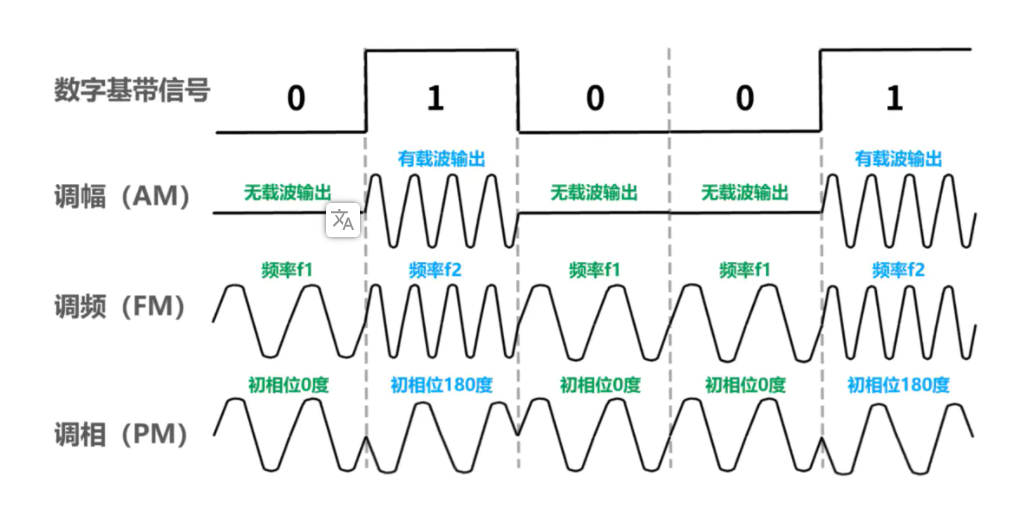 数字基带信号 0 1 0 0 1
有载波输出 有载波输出
调幅（AM） 无载波输出 无载波输出 无载波输出
文A
频率f1 频率f2 频率f1 频率f1 频率f2
调频（FM）
初相位0度 初相位180度 初相位0度 初相位0度 初相位180度
调相（PM）